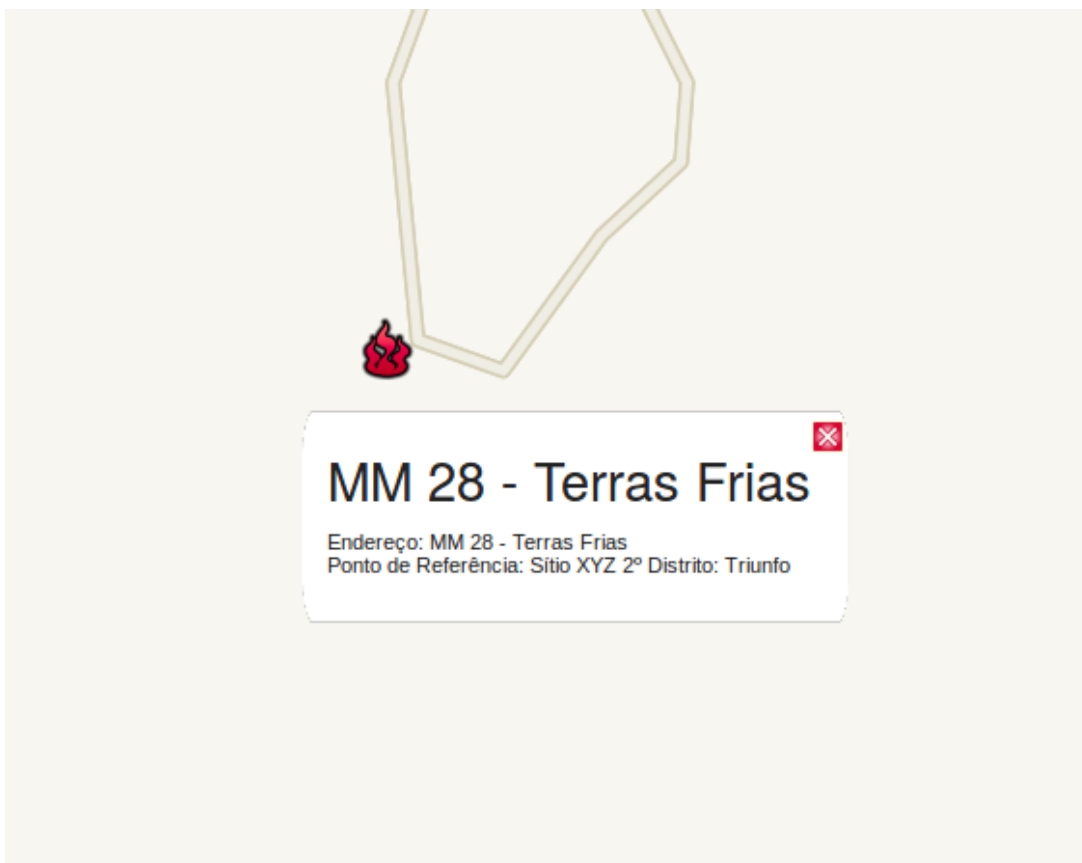 MM 28 - Terras Frias
Endereço: MM 28 - Terras Frias
Ponto de Referência: Sítio XYZ 2º Distrito: Triunfo